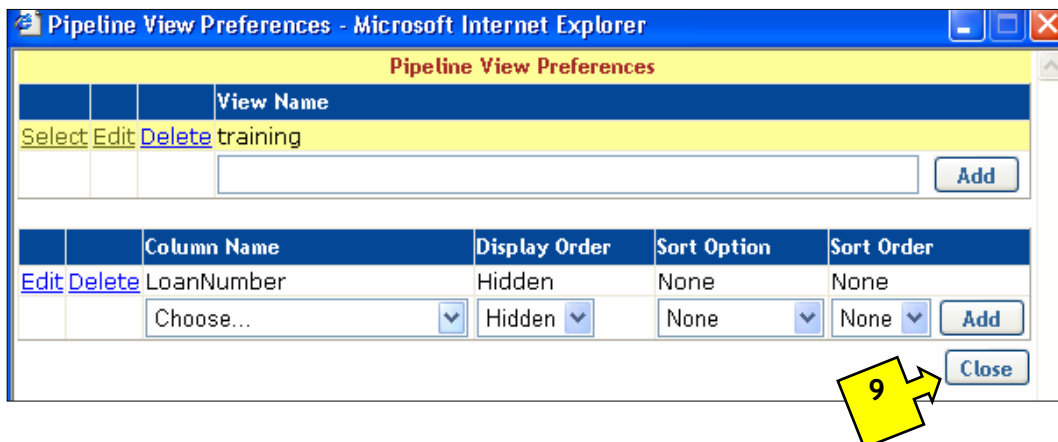 Pipeline View Preferences - Microsoft Internet Explorer
Pipeline View Preferences
View Name
Select Edit Delete training
Add
Column Name Display Order Sort Option Sort Order
Edit Delete LoanNumber Hidden None None
Choose... Hidden None None Add
Close
9